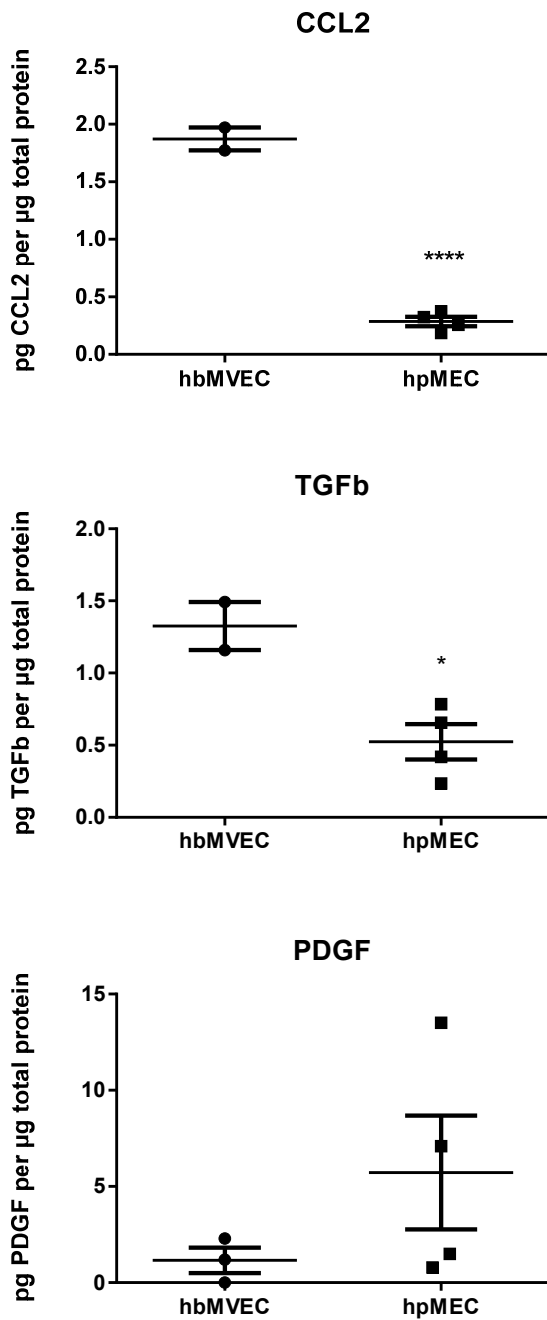 CCL2
pg CCL2 per µg total protein
2.5
2.0
1.5
1.0
0.5
0.0
****
hbMVEC hpMEC
TGFb
pg TGFb per µg total protein
2.0
1.5
1.0
0.5
0.0
*
hbMVEC hpMEC
PDGF
pg PDGF per µg total protein
15
10
5
0
hbMVEC hpMEC